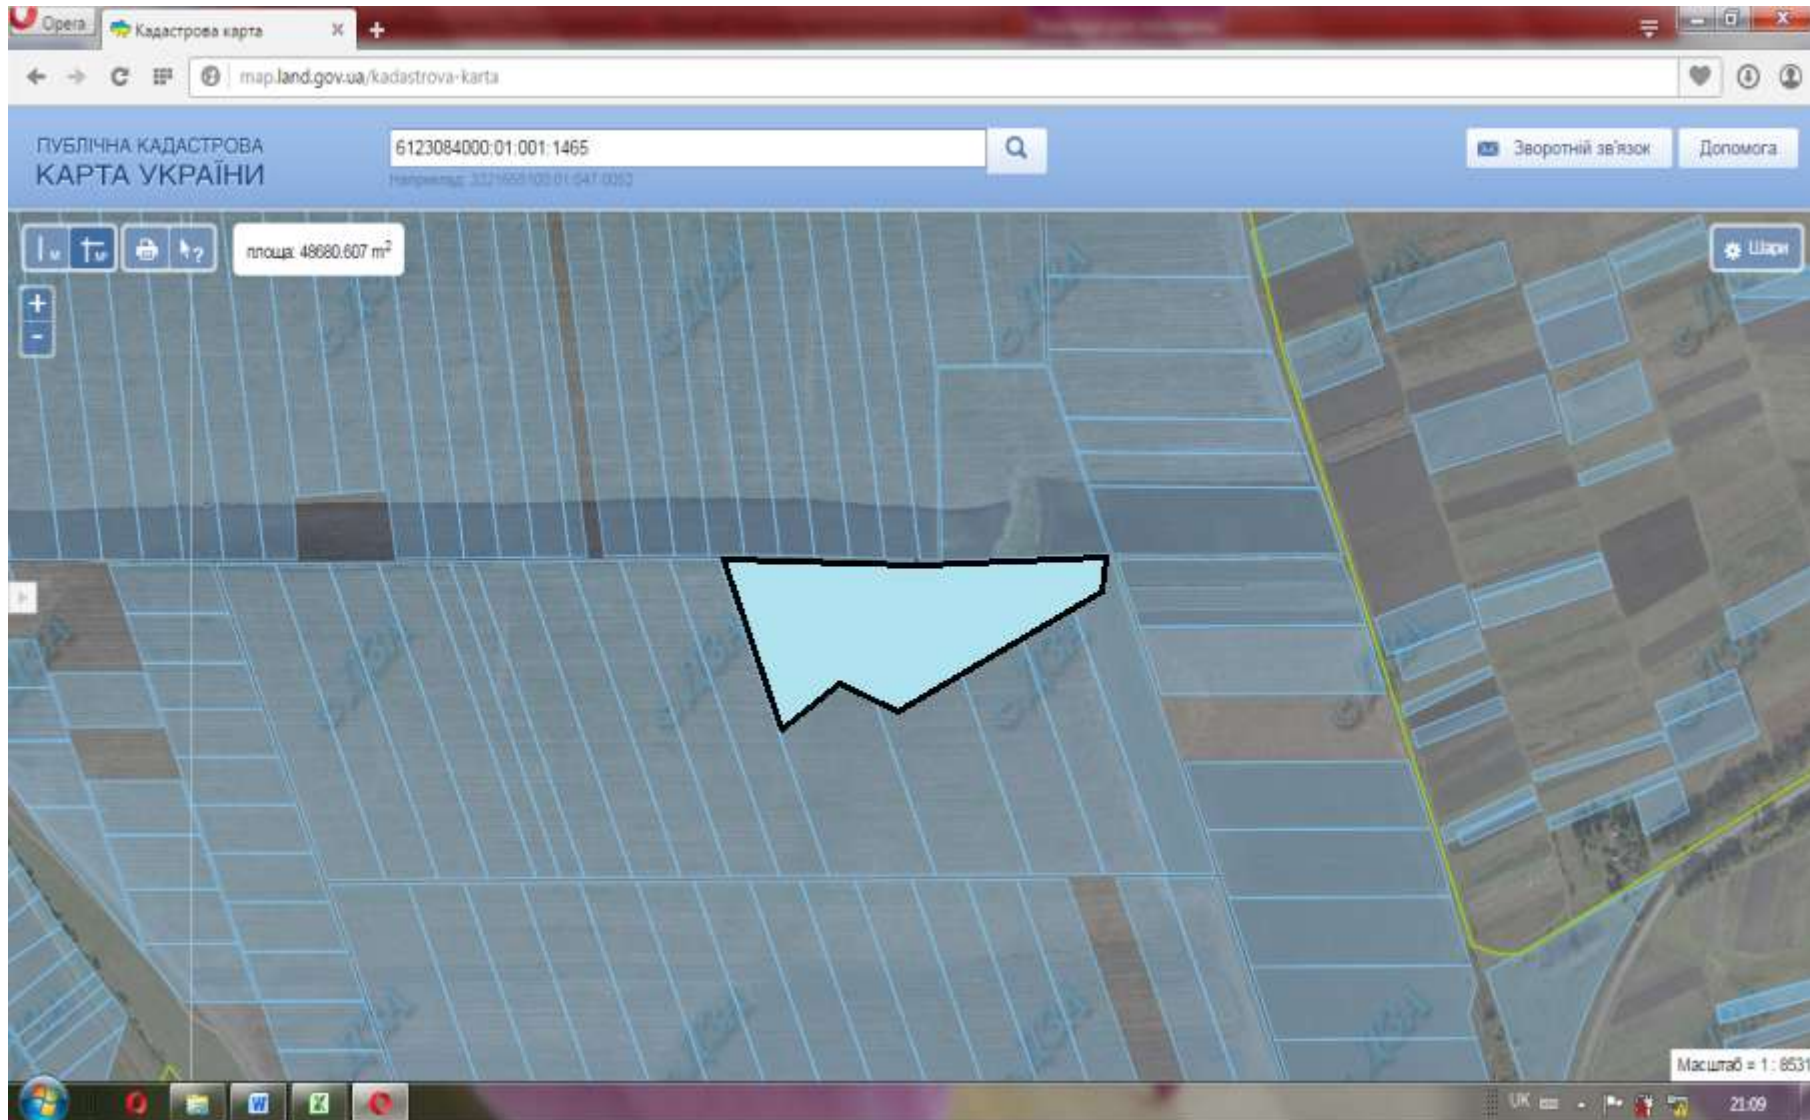 Opera
Кадастрова карта
map.land.gov.ua/kadastrova-karta
ПУБЛІЧНА КАДАСТРОВА
КАРТА УКРАЇНИ
6123084000:01:001:1465
Зворотній зв'язок
Допомога
площа: 48680.607 m²
Шари
Масштаб = 1 : 8531
UK
21:09